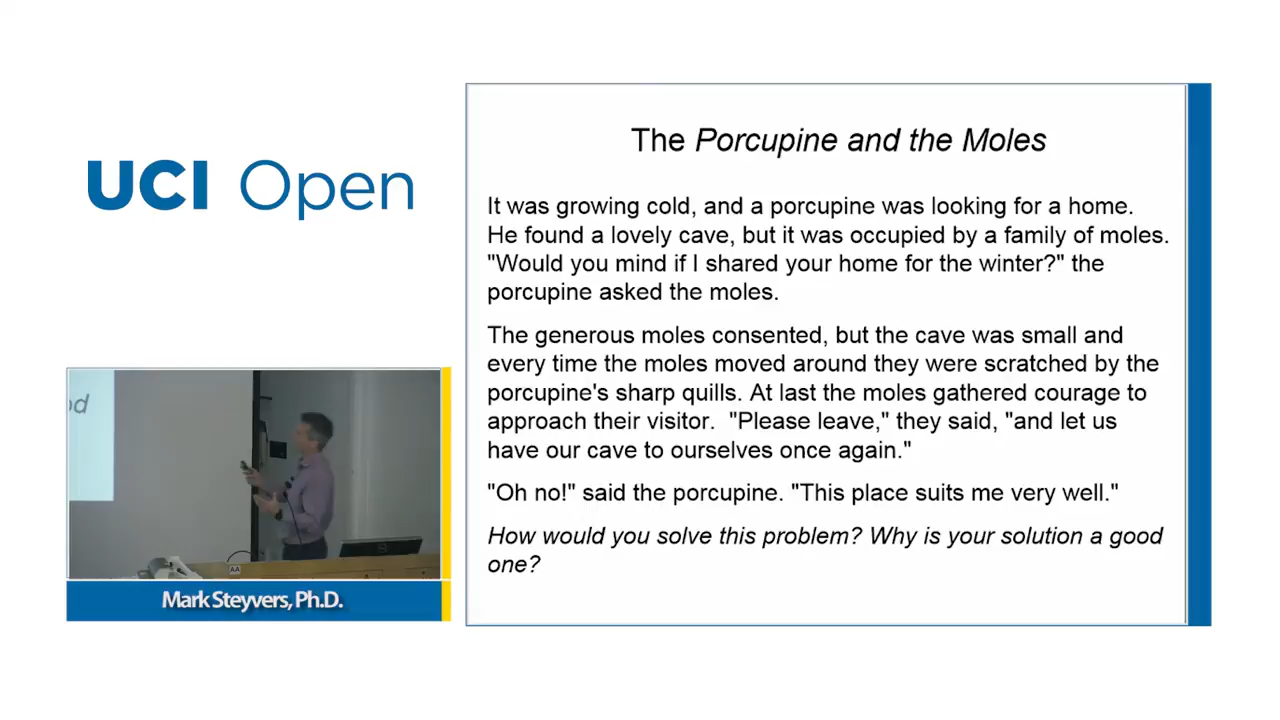 UCI Open
The Porcupine and the Moles
It was growing cold, and a porcupine was looking for a home.
He found a lovely cave, but it was occupied by a family of moles.
"Would you mind if I shared your home for the winter?" the
porcupine asked the moles.
The generous moles consented, but the cave was small and
every time the moles moved around they were scratched by the
porcupine's sharp quills. At last the moles gathered courage to
approach their visitor. "Please leave," they said, "and let us
have our cave to ourselves once again."
"Oh no!" said the porcupine. "This place suits me very well."
How would you solve this problem? Why is your solution a good
one?
od
AA
Mark Steyvers, Ph.D.